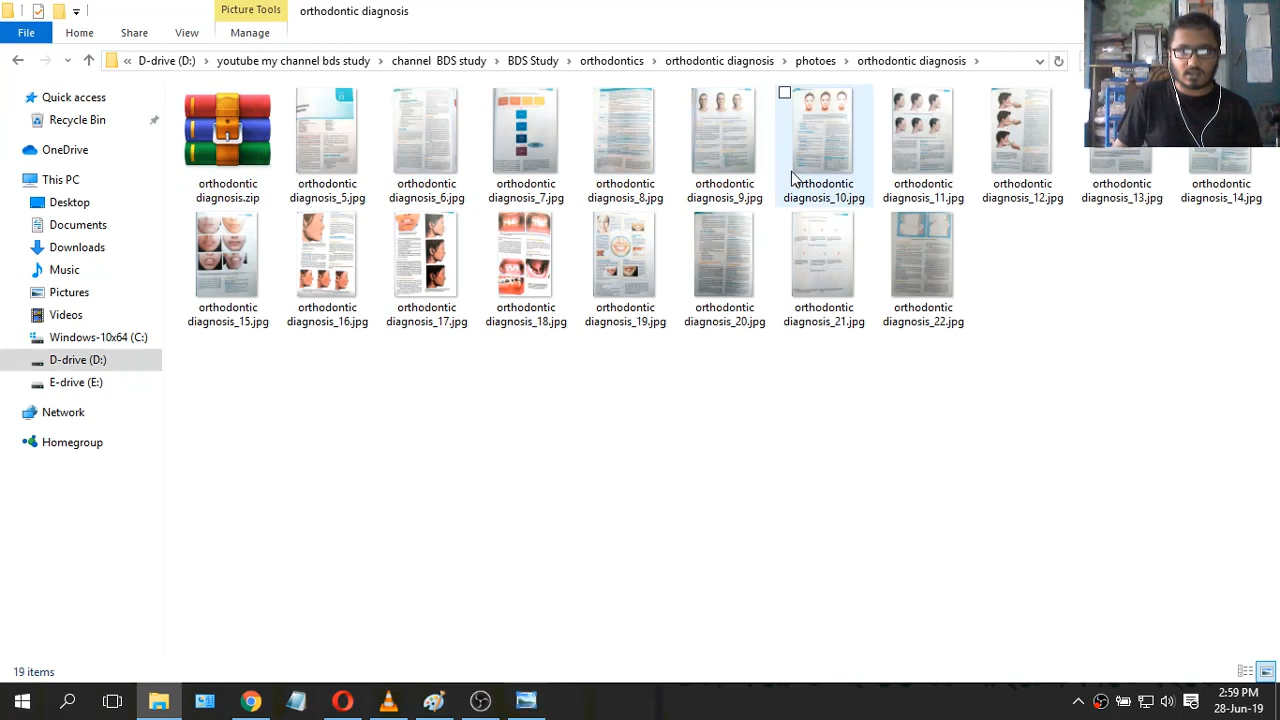 Picture Tools
orthodontic diagnosis
File
Home
Share
View
Manage
« D-drive (D:) › youtube my channel bds study › channel BDS study › BDS Study › orthodontics › orthodontic diagnosis › photoes › orthodontic diagnosis ›
Quick access
Recycle Bin
OneDrive
This PC
Desktop
Documents
Downloads
Music
Pictures
Videos
Windows-10x64 (C:)
D-drive (D:)
E-drive (E:)
Network
Homegroup
orthodontic
diagnosis.zip
orthodontic
diagnosis_5.jpg
orthodontic
diagnosis_6.jpg
orthodontic
diagnosis_7.jpg
orthodontic
diagnosis_8.jpg
orthodontic
diagnosis_9.jpg
orthodontic
diagnosis_10.jpg
orthodontic
diagnosis_11.jpg
orthodontic
diagnosis_12.jpg
orthodontic
diagnosis_13.jpg
orthodontic
diagnosis_14.jpg
orthodontic
diagnosis_15.jpg
orthodontic
diagnosis_16.jpg
orthodontic
diagnosis_17.jpg
orthodontic
diagnosis_18.jpg
orthodontic
diagnosis_19.jpg
orthodontic
diagnosis_20.jpg
orthodontic
diagnosis_21.jpg
orthodontic
diagnosis_22.jpg
19 items
2:59 PM
28-Jun-19